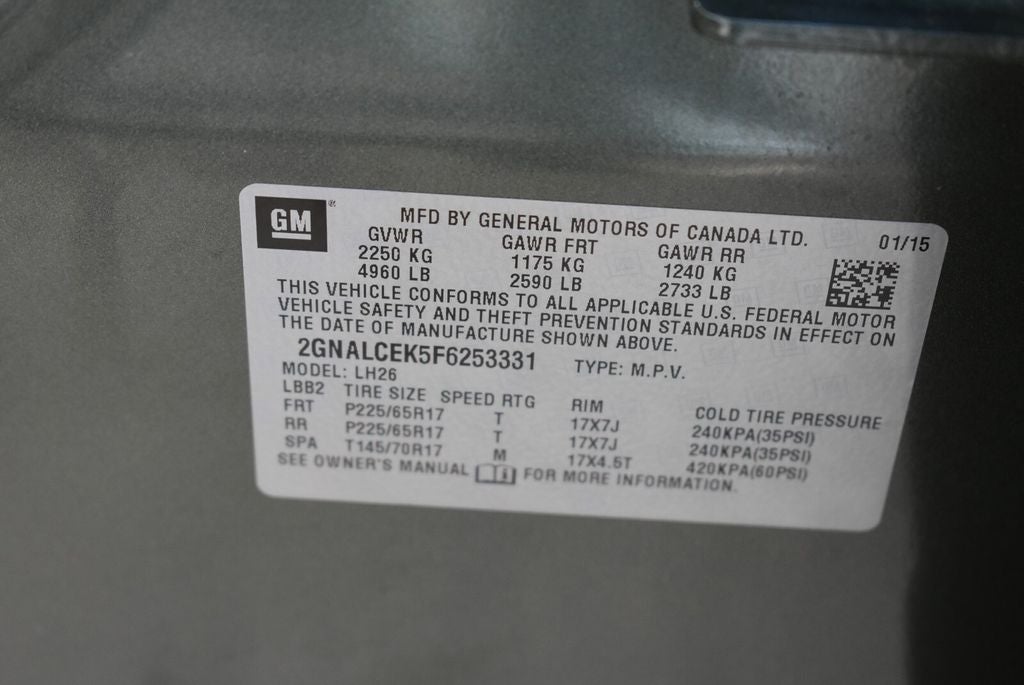 GM®
MFD BY GENERAL MOTORS OF CANADA LTD. 01/15
GVWR GAWR FRT GAWR RR
2250 KG 1175 KG 1240 KG
4960 LB 2590 LB 2733 LB
THIS VEHICLE CONFORMS TO ALL APPLICABLE U.S. FEDERAL MOTOR
VEHICLE SAFETY AND THEFT PREVENTION STANDARDS IN EFFECT ON
THE DATE OF MANUFACTURE SHOWN ABOVE.
2GNALCEK5F6253331 TYPE: M.P.V.
MODEL: LH26
LBB2 TIRE SIZE SPEED RTG RIM COLD TIRE PRESSURE
FRT P225/65R17 T 17X7J 240KPA(35PSI)
RR P225/65R17 T 17X7J 240KPA(35PSI)
SPA T145/70R17 M 17X4.5T 420KPA(60PSI)
SEE OWNER'S MANUAL FOR MORE INFORMATION.